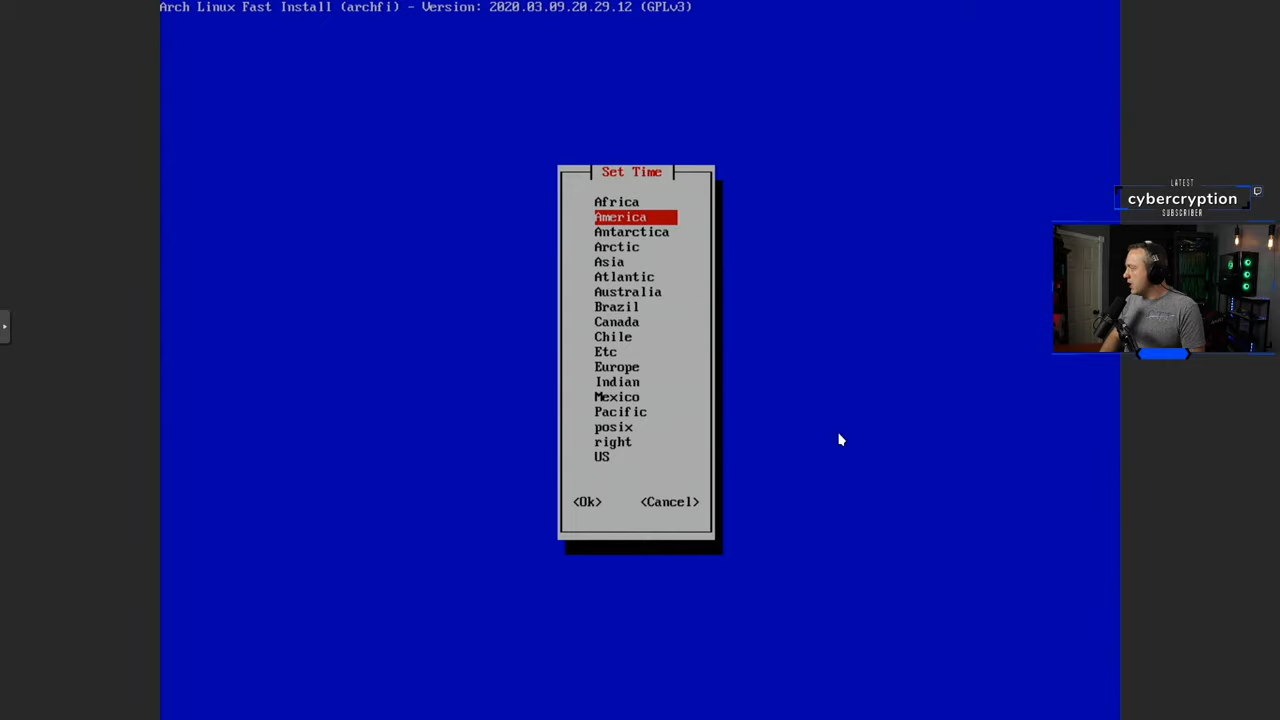 Arch Linux Fast Install (archfi) - Version: 2020.03.09.20.29.12 (GPLv3)
Set Time
Africa
America
Antarctica
Arctic
Asia
Atlantic
Australia
Brazil
Canada
Chile
Etc
Europe
Indian
Mexico
Pacific
posix
right
US
<Ok> <Cancel>
LATEST
cybercryption
SUBSCRIBER